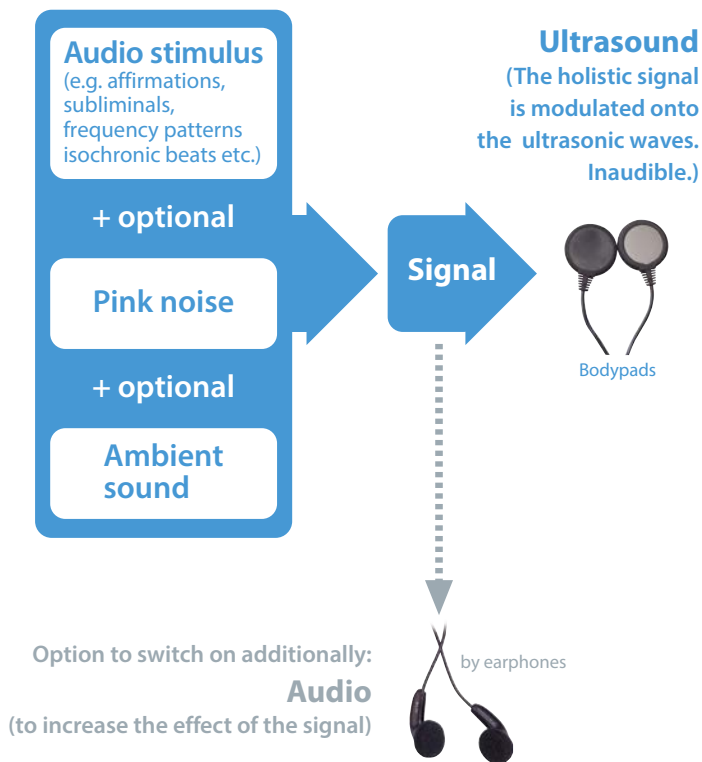 Audio stimulus
(e.g. affirmations,
subliminals,
frequency patterns
isochronic beats etc.)
+ optional
Pink noise
+ optional
Ambient
sound
Signal
Ultrasound
(The holistic signal
is modulated onto
the ultrasonic waves.
Inaudible.)
Bodypads
Option to switch on additionally:
Audio
(to increase the effect of the signal)
by earphones